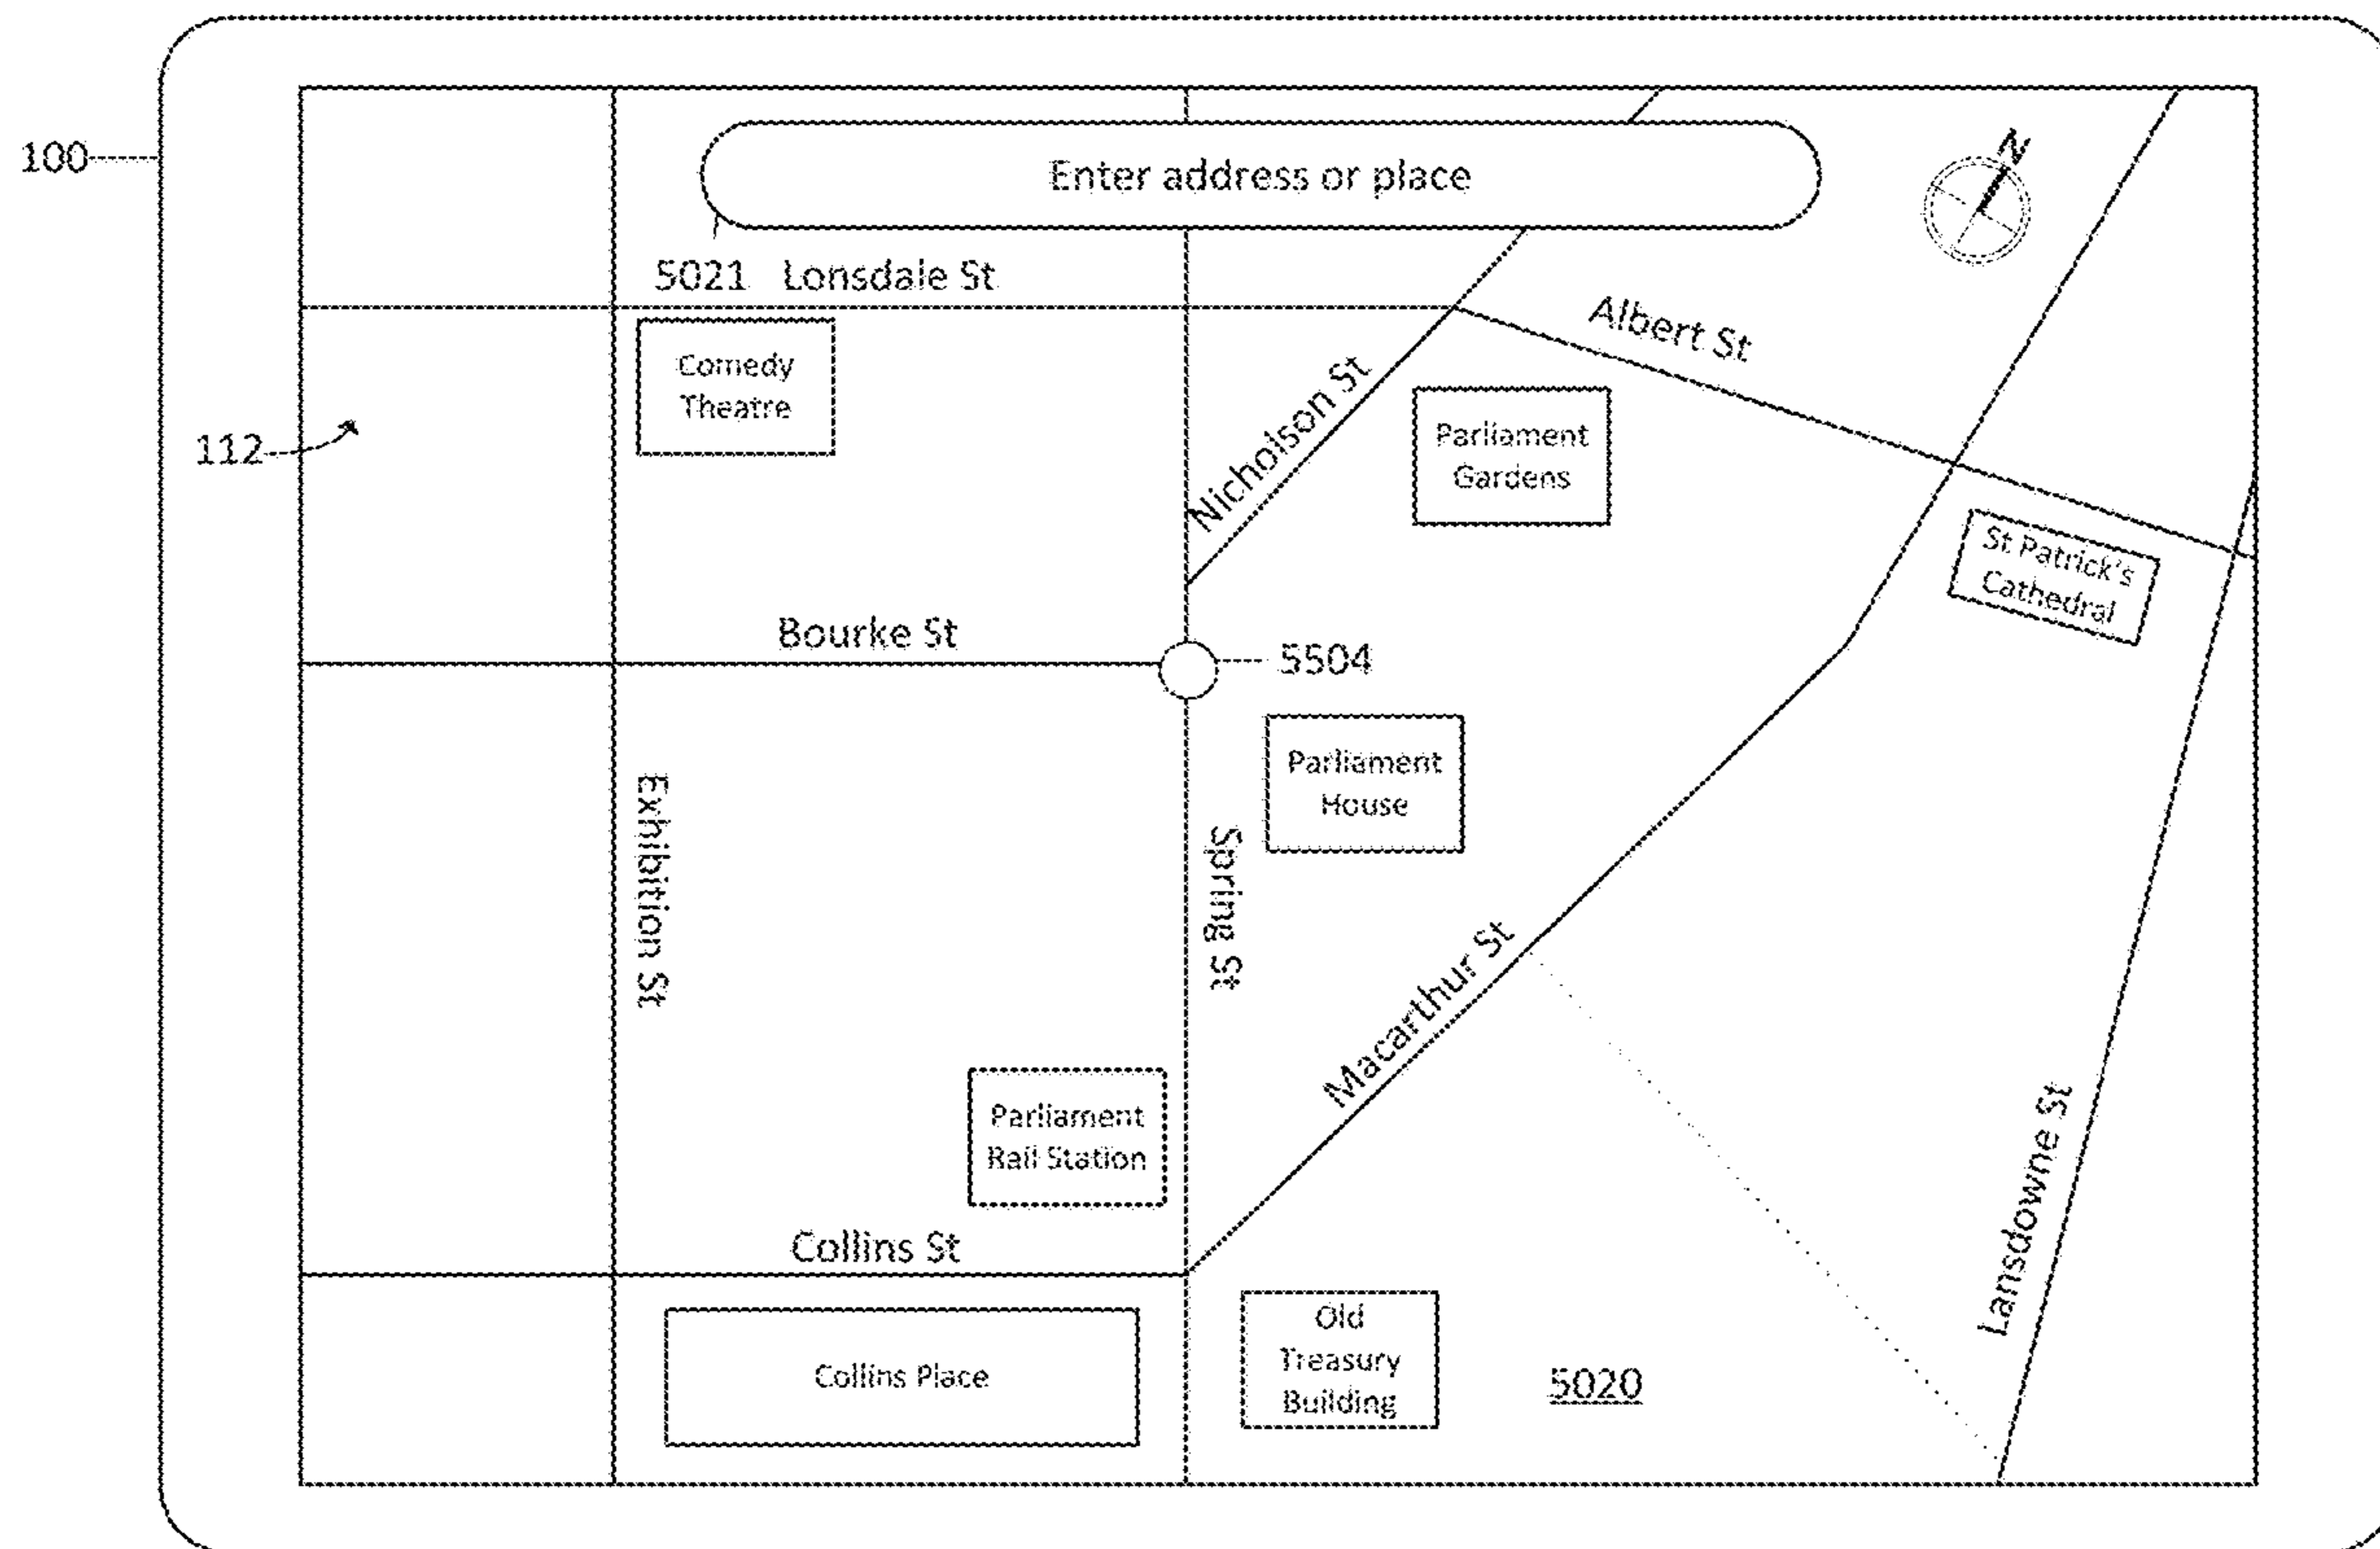 100
Enter address or place
N
5021 Lonsdale St
Albert St
Comedy
Theatre
Nicholson St
Parliament
Gardens
112
St Patrick's
Cathedral
Bourke St
5504
Parliament
House
Exhibition St
Spring St
Macarthur St
Parliament
Rail Station
Lansdowne St
Collins St
Collins Place
Old
Treasury
Building
5020